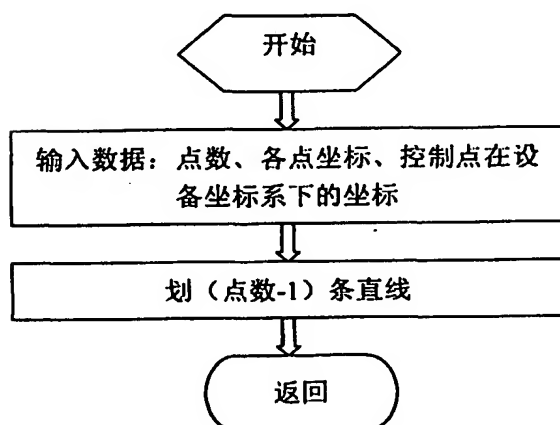 开始
输入数据：点数、各点坐标、控制点在设
备坐标系下的坐标
划（点数-1）条直线
返回